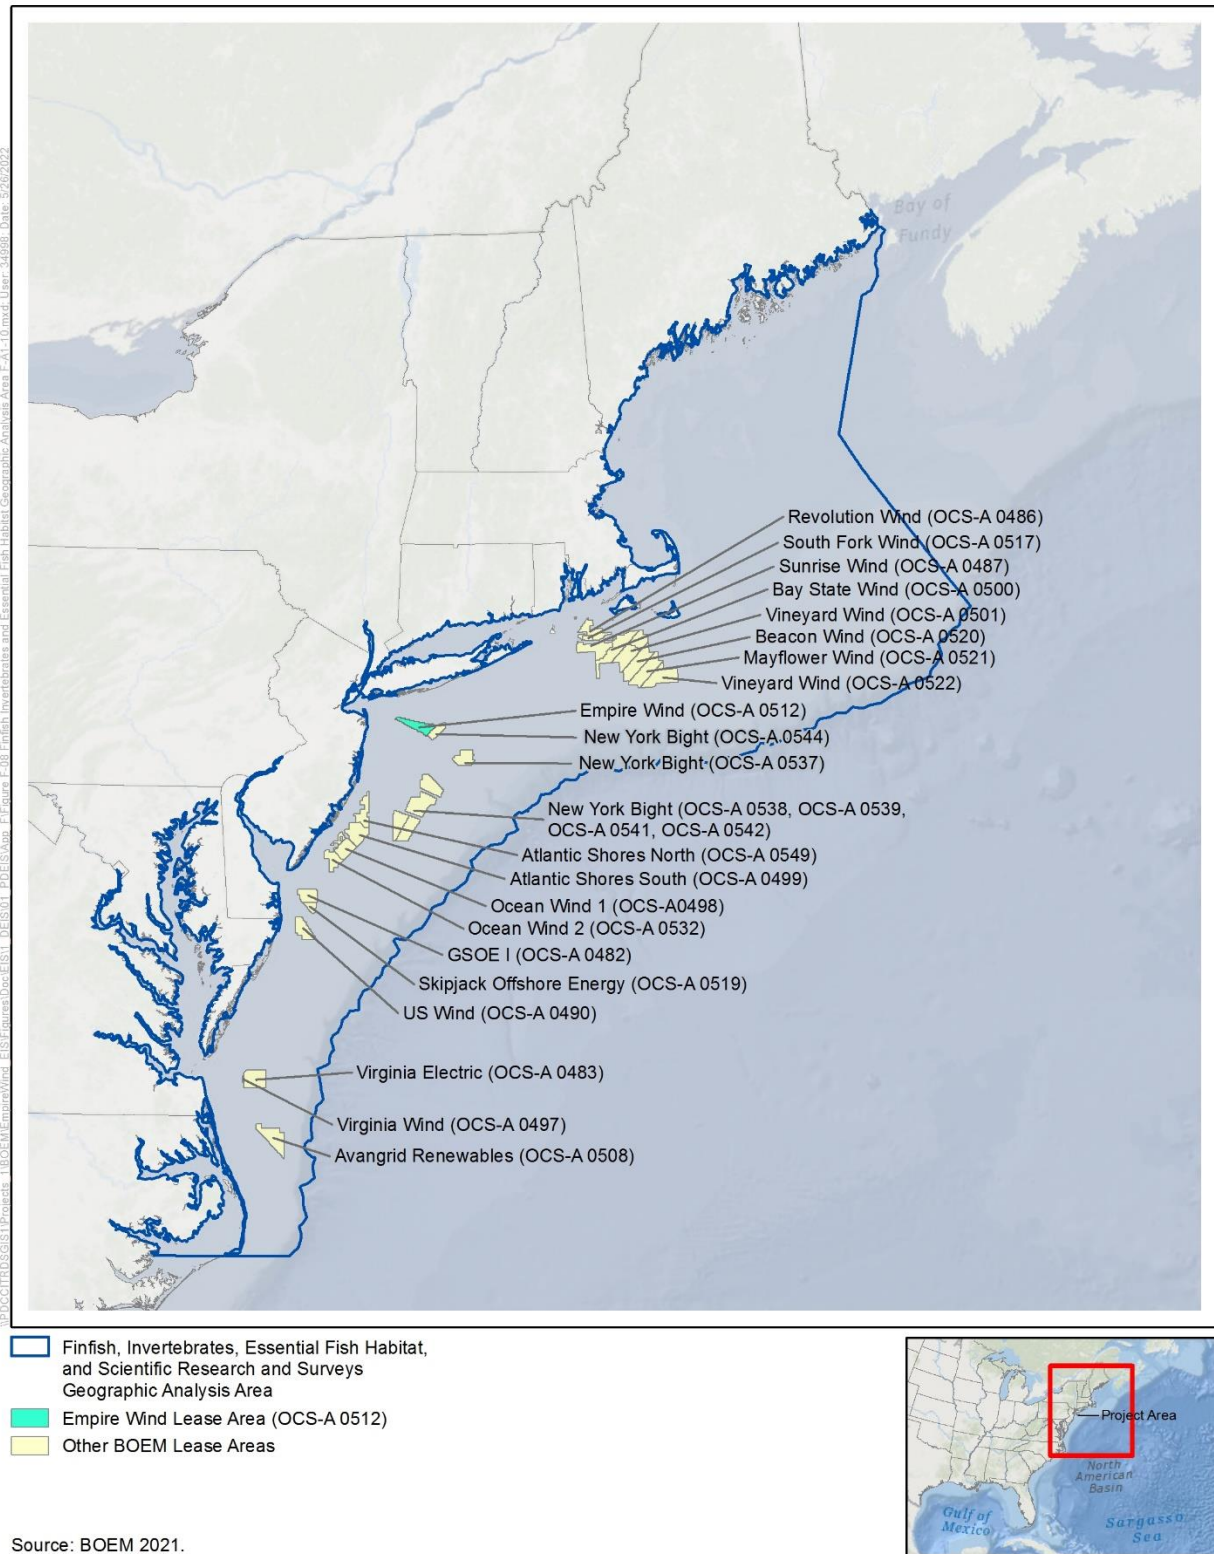 Bay of
Fundy
Revolution Wind (OCS-A 0486)
South Fork Wind (OCS-A 0517)
Sunrise Wind (OCS-A 0487)
Bay State Wind (OCS-A 0500)
Vineyard Wind (OCS-A 0501)
Beacon Wind (OCS-A 0520)
Mayflower Wind (OCS-A 0521)
Vineyard Wind (OCS-A 0522)
Empire Wind (OCS-A 0512)
New York Bight (OCS-A 0544)
New York Bight (OCS-A 0537)
New York Bight (OCS-A 0538, OCS-A 0539,
OCS-A 0541, OCS-A 0542)
Atlantic Shores North (OCS-A 0549)
Atlantic Shores South (OCS-A 0499)
Ocean Wind 1 (OCS-A0498)
Ocean Wind 2 (OCS-A 0532)
GSOE I (OCS-A 0482)
Skipjack Offshore Energy (OCS-A 0519)
US Wind (OCS-A 0490)
Virginia Electric (OCS-A 0483)
Virginia Wind (OCS-A 0497)
Avangrid Renewables (OCS-A 0508)
Finfish, Invertebrates, Essential Fish Habitat,
and Scientific Research and Surveys
Geographic Analysis Area
Empire Wind Lease Area (OCS-A 0512)
Other BOEM Lease Areas
Source: BOEM 2021.
Project Area
North
American
Basin
Gulf of
Mexico
Sargasso
Sea